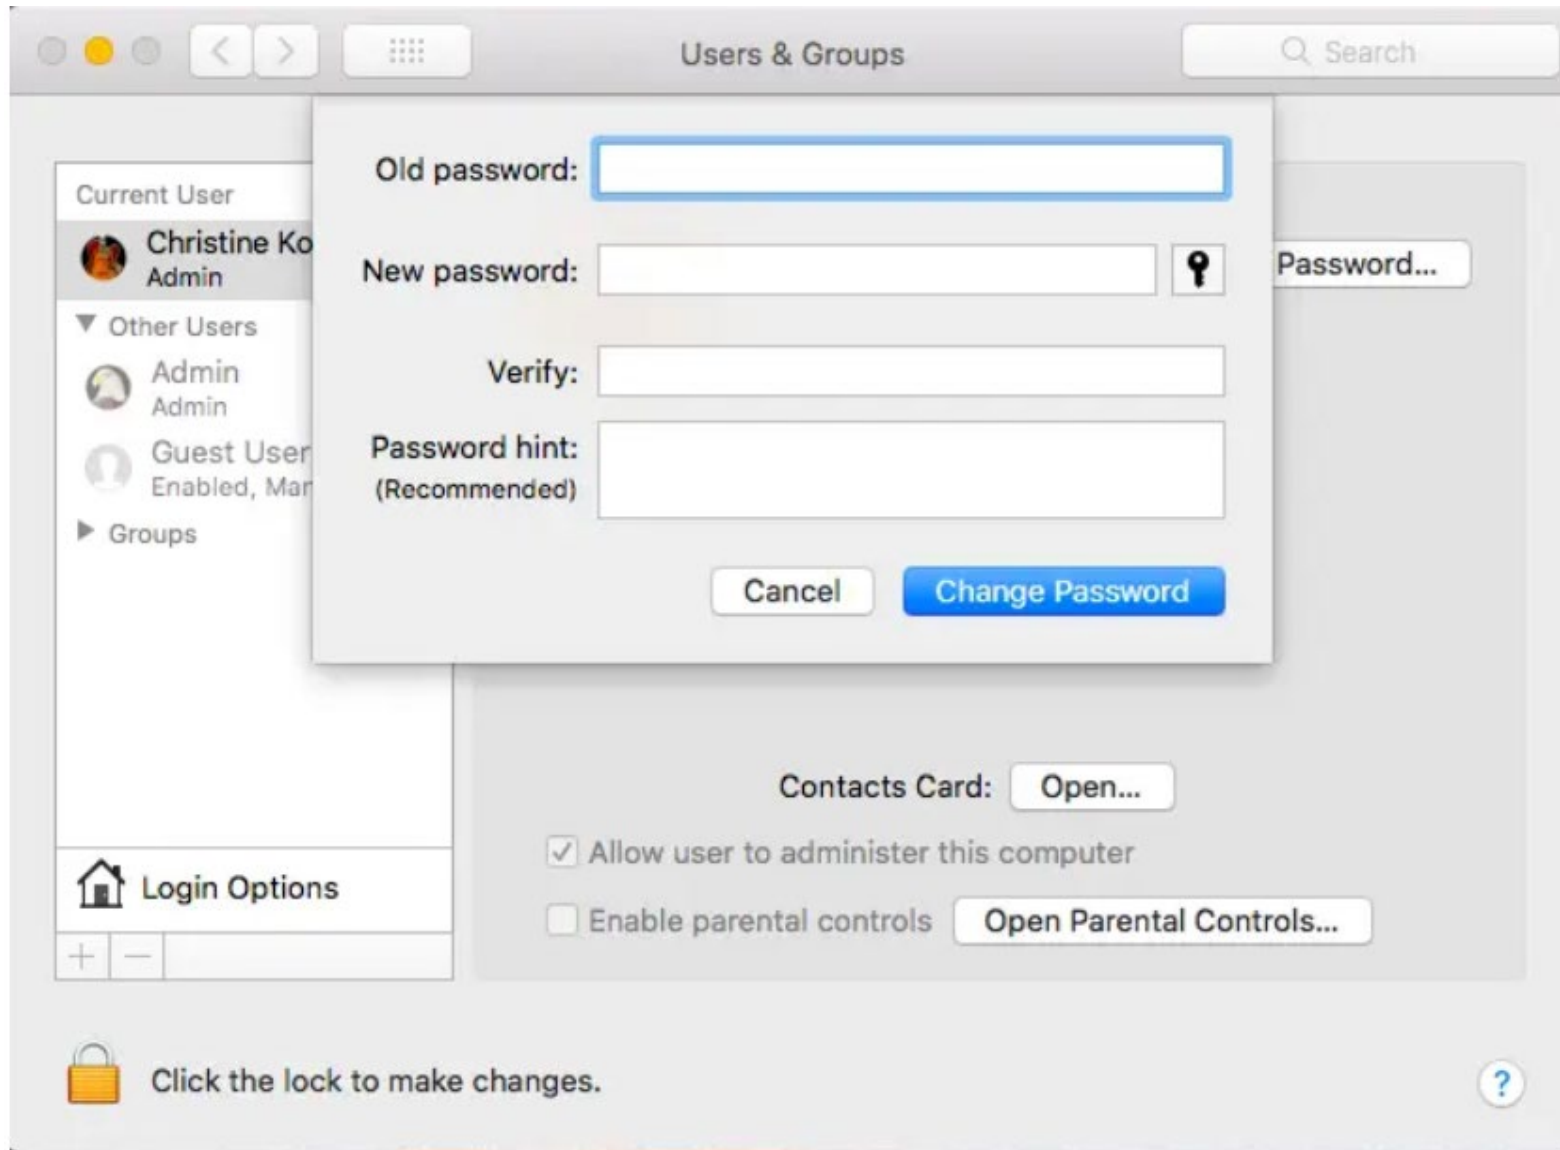 Users & Groups
Search
Old password:
New password:
Verify:
Password hint:
(Recommended)
Cancel
Change Password
Current User
Christine
Admin
Other Users
Admin
Admin
Guest User
Enabled,
Groups
Login Options
Password...
Contacts Card: Open...
Allow user to administer this computer
Enable parental controls Open Parental Controls...
Click the lock to make changes.
?